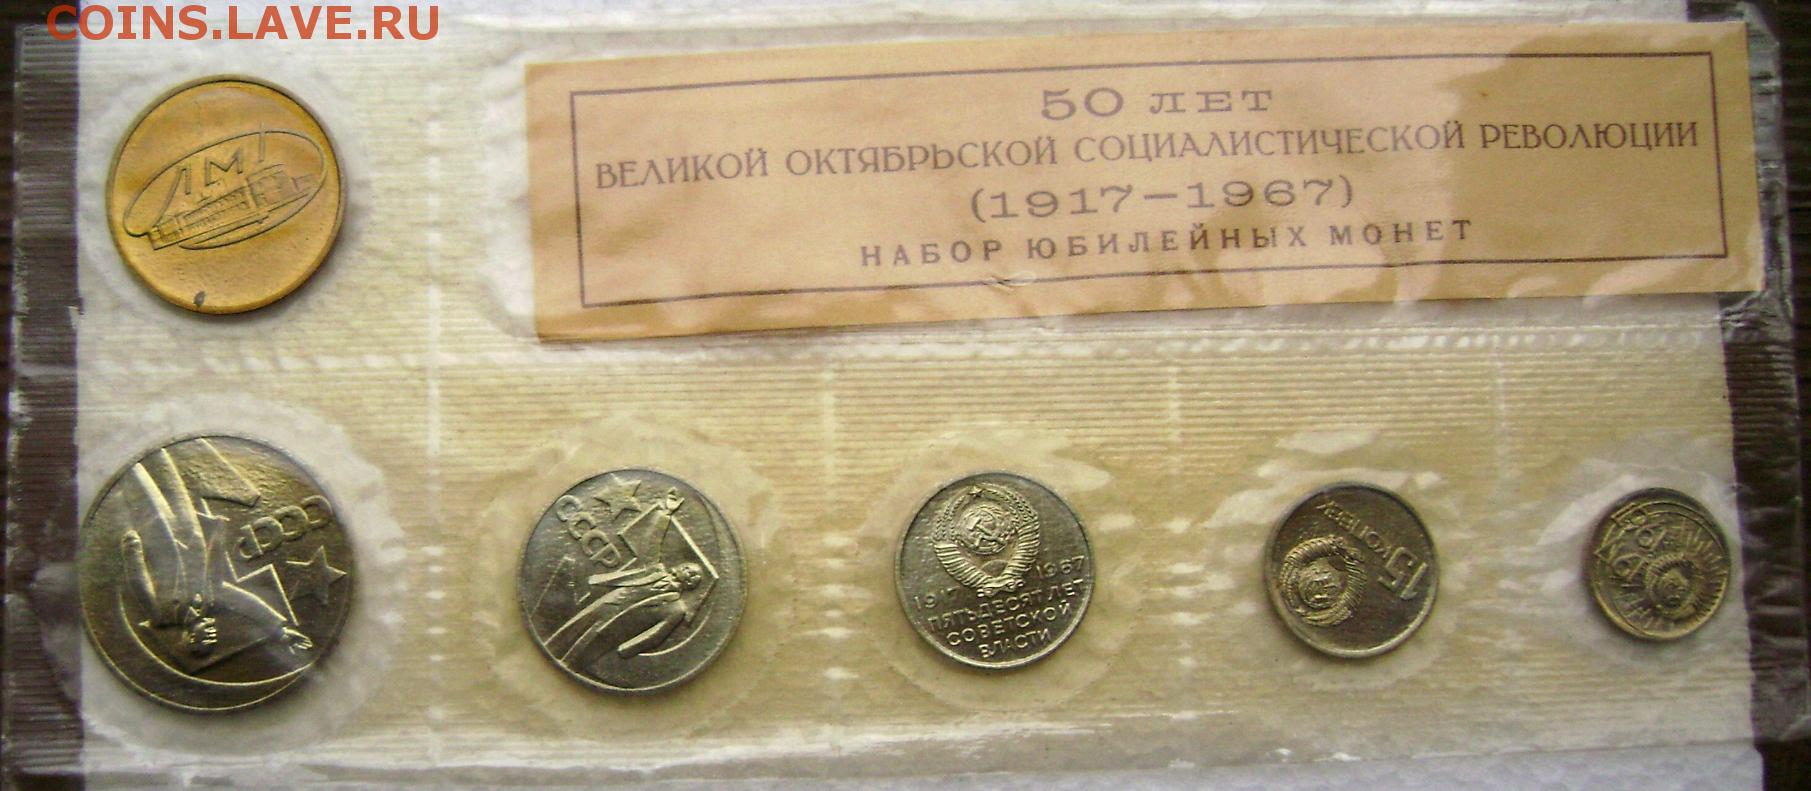 COINS.LAVE.RU
50 ЛЕТ
ВЕЛИКОЙ ОКТЯБРЬСКОЙ СОЦИАЛИСТИЧЕСКОЙ РЕВОЛЮЦИИ
(1917-1967)
НАБОР ЮБИЛЕЙНЫХ МОНЕТ
ЛМД
СССР
СССР
1917 1967
ПЯТЬДЕСЯТ ЛЕТ
СОВЕТСКОЙ
ВЛАСТИ
15
КОПЕЕК